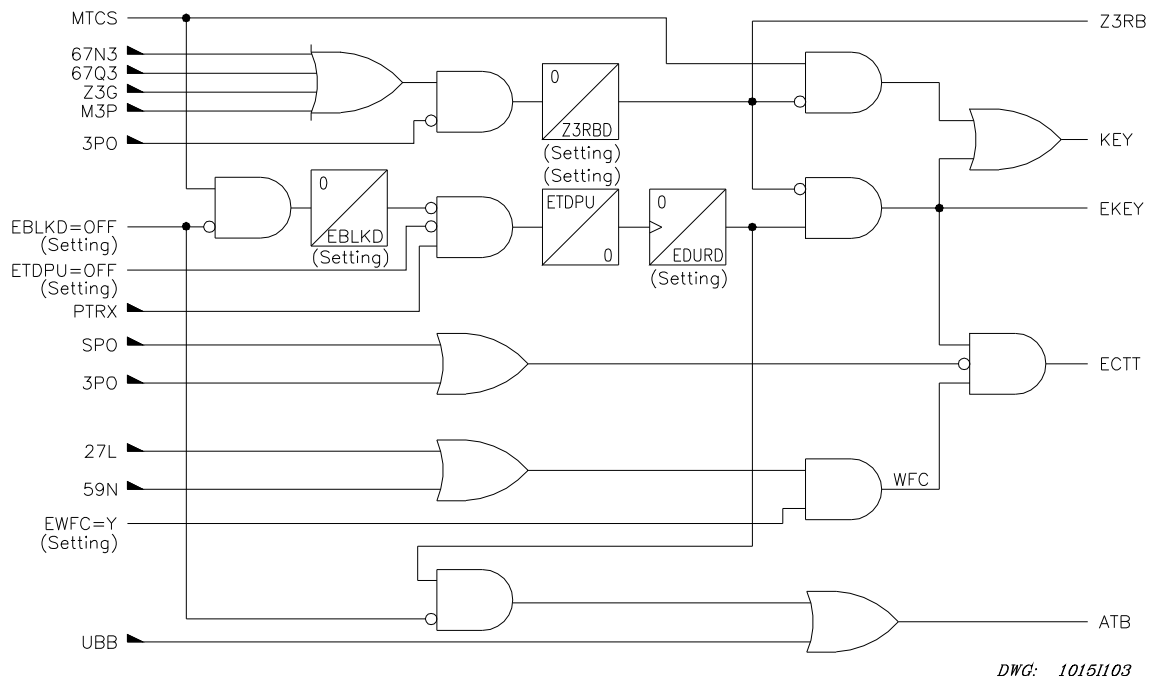 MTCS
Z3RB
67N3
67Q3
Z3G
M3P
3PO
0
Z3RBD
(Setting)
(Setting)
KEY
0
EBLKD
(Setting)
ETDPU
0
0
EDURD
(Setting)
EKEY
EBLKD=OFF
(Setting)
ETDPU=OFF
(Setting)
PTRX
SPO
3PO
ECTT
27L
59N
WFC
EWFC=Y
(Setting)
UBB
ATB
DWG: 1015I103